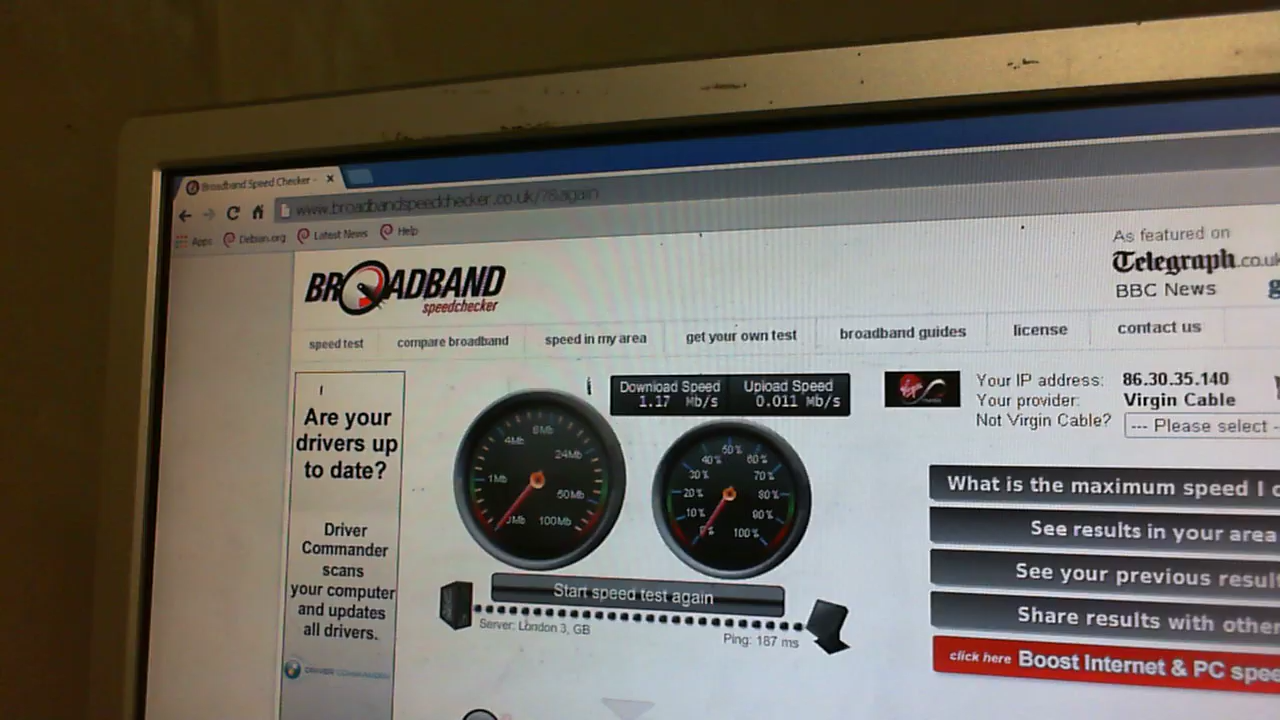 Broadband Speed Checker -
www.broadbandspeedchecker.co.uk/?&again
Apps Debian.org Latest News Help
BROADBAND
speedchecker
As featured on
Telegraph.co.uk
BBC News
speed test compare broadband speed in my area get your own test broadband guides license contact us
Are your
drivers up
to date?
Driver
Commander
scans
your computer
and updates
all drivers.
DRIVER COMMANDER
Download Speed Upload Speed
1.17 Mb/s 0.011 Mb/s
1Mb 4Mb 8Mb 24Mb 50Mb 100Mb
10% 20% 30% 40% 50% 60% 70% 80% 90% 100%
Start speed test again
Server: London 3, GB
Ping: 187 ms
Virgin
Your IP address: 86.30.35.140
Your provider: Virgin Cable
Not Virgin Cable? --- Please select -
What is the maximum speed I c
See results in your area
See your previous result
Share results with other
click here Boost Internet & PC spee